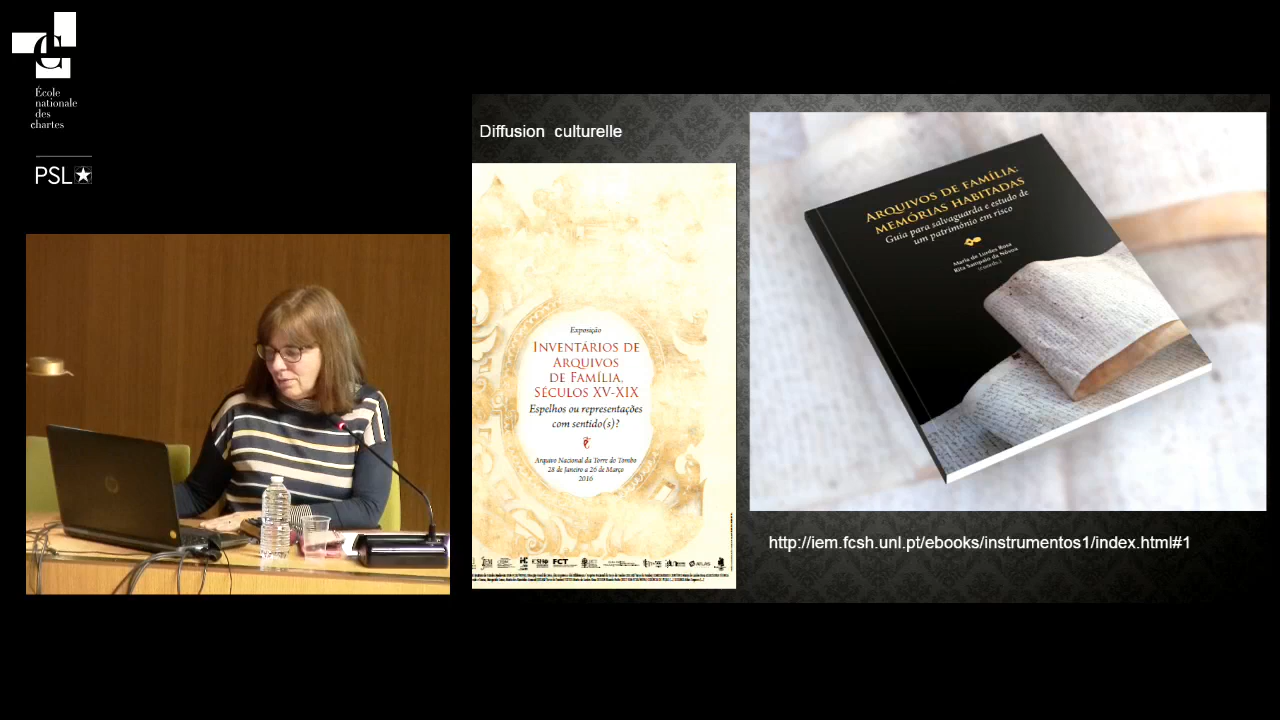 École
nationale
des
chartes
PSL
Diffusion culturelle
Exposição
INVENTÁRIOS DE
ARQUIVOS
DE FAMÍLIA,
SÉCULOS XV-XIX
Espelhos ou representações
com sentido(s)?
Arquivo Nacional da Torre do Tombo
28 de Janeiro a 26 de Março
2016
FCT
ARQUIVOS DE FAMÍLIA:
MEMÓRIAS HABITADAS
Guia para salvaguarda e estudo de
um património em risco
Maria de Lurdes Rosa
Rita Sampaio da Nóvoa
(coords.)
http://iem.fcsh.unl.pt/ebooks/instrumentos1/index.html#1